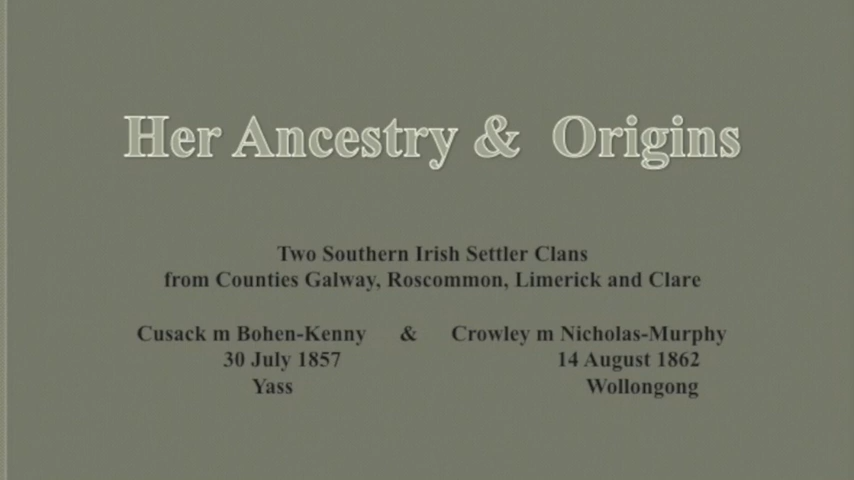 Her Ancestry & Origins
Two Southern Irish Settler Clans
from Counties Galway, Roscommon, Limerick and Clare
Cusack m Bohen-Kenny & Crowley m Nicholas-Murphy
30 July 1857 14 August 1862
Yass Wollongong